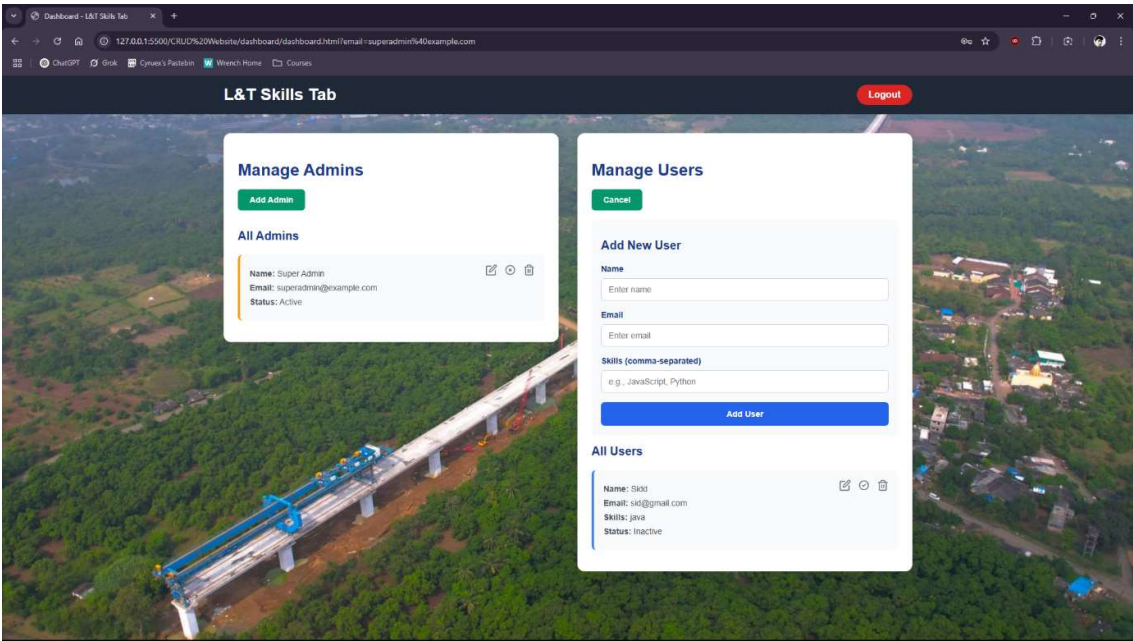 Dashboard - L&T Skills Tab
127.0.0.1:5500/CRUD%20Website/dashboard/dashboard.html?email=superadmin%40example.com
ChatGPT Grok Cyruex's Pastebin Wrench Home Courses
L&T Skills Tab
Logout
Manage Admins
Add Admin
All Admins
Name: Super Admin
Email: superadmin@example.com
Status: Active
Manage Users
Cancel
Add New User
Name
Enter name
Email
Enter email
Skills (comma-separated)
e.g., JavaScript, Python
Add User
All Users
Name: Sidd
Email: sid@gmail.com
Skills: java
Status: Inactive